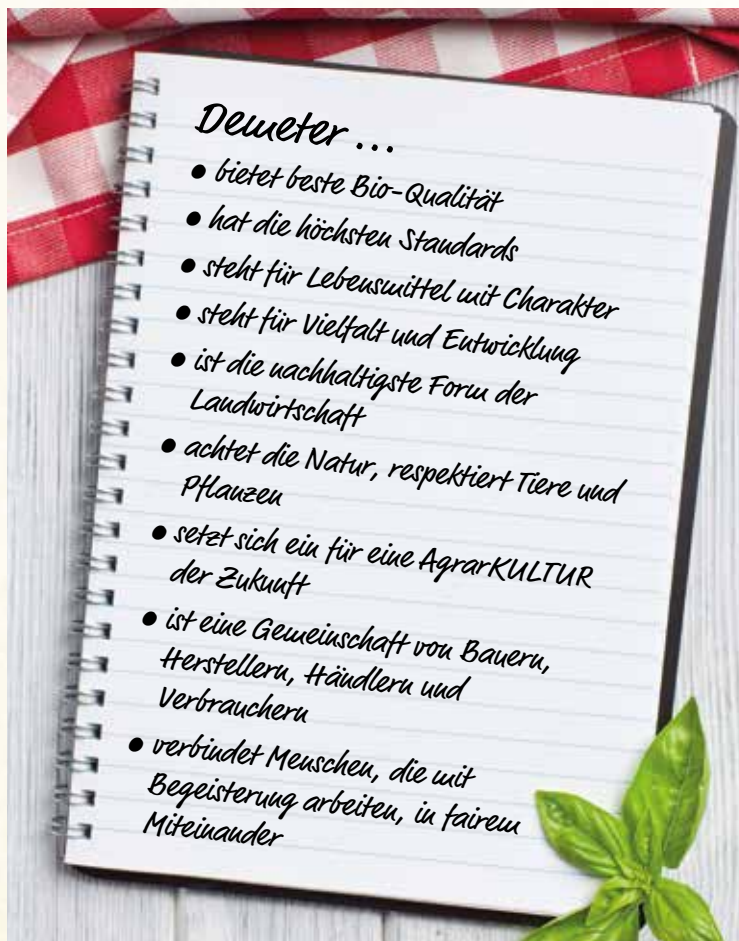 Demeter ...
• bietet beste Bio-Qualität
• hat die höchsten Standards
• steht für Lebensmittel mit Charakter
• steht für Vielfalt und Entwicklung
• ist die nachhaltigste Form der
Landwirtschaft
• achtet die Natur, respektiert Tiere und
Pflanzen
• setzt sich ein für eine AgrarKULTUR
der Zukunft
• ist eine Gemeinschaft von Bauern,
Herstellern, Händlern und
Verbrauchern
• verbindet Menschen, die mit
Begeisterung arbeiten, in fairem
Miteinander